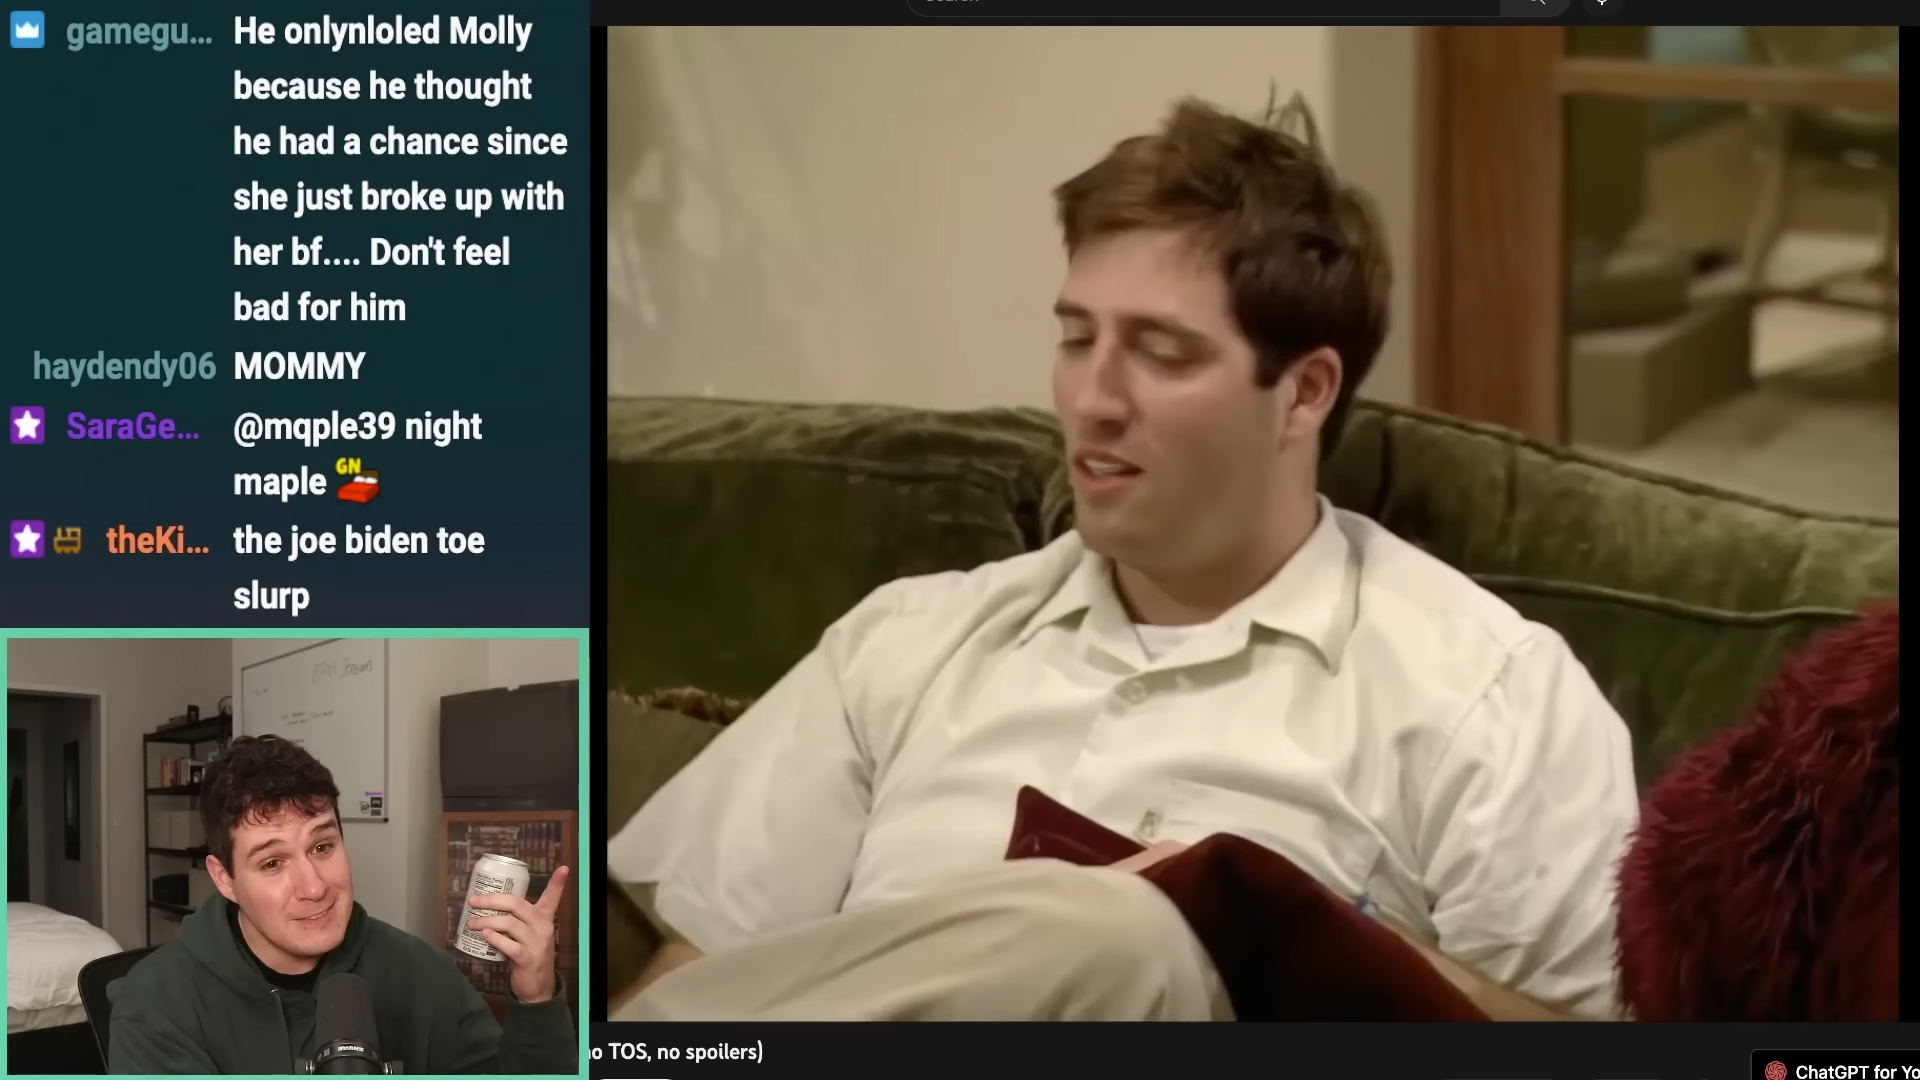 Search
gamegu... He onlynloled Molly
because he thought
he had a chance since
she just broke up with
her bf.... Don't feel
bad for him
haydendy06 MOMMY
SaraGe... @mqple39 night
maple GN
theKi... the joe biden toe
slurp
no TOS, no spoilers)
ChatGPT for Yo